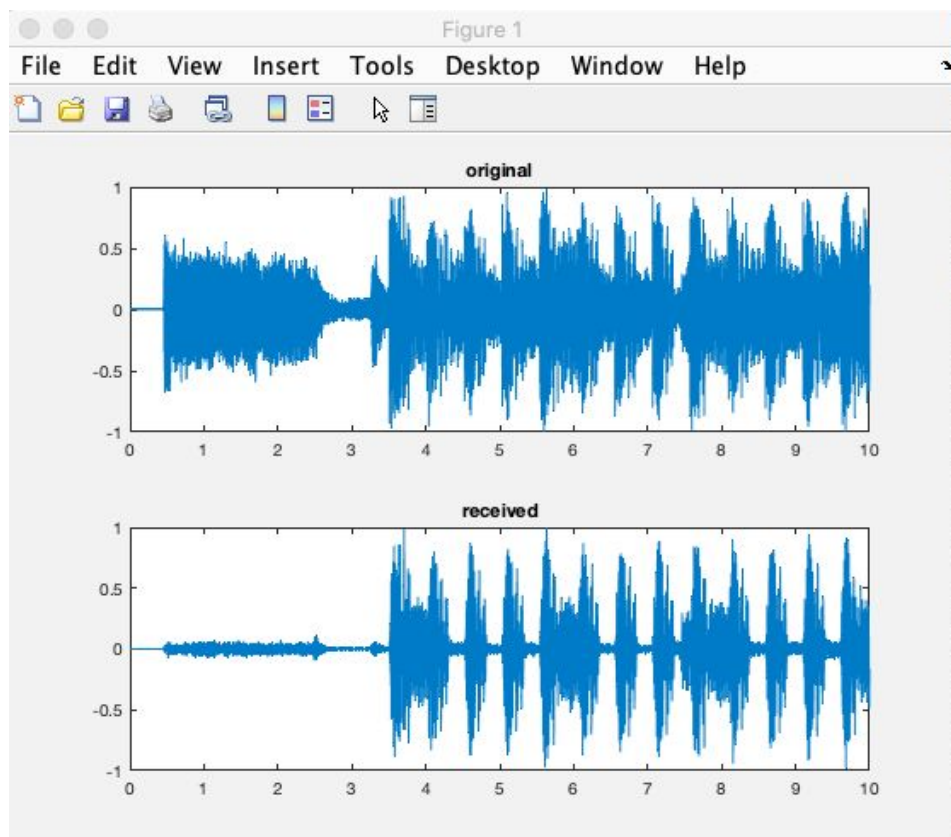 Figure 1
File Edit View Insert Tools Desktop Window Help
original
1
0.5
0
-0.5
-1
0 1 2 3 4 5 6 7 8 9 10
received
1
0.5
0
-0.5
-1
0 1 2 3 4 5 6 7 8 9 10